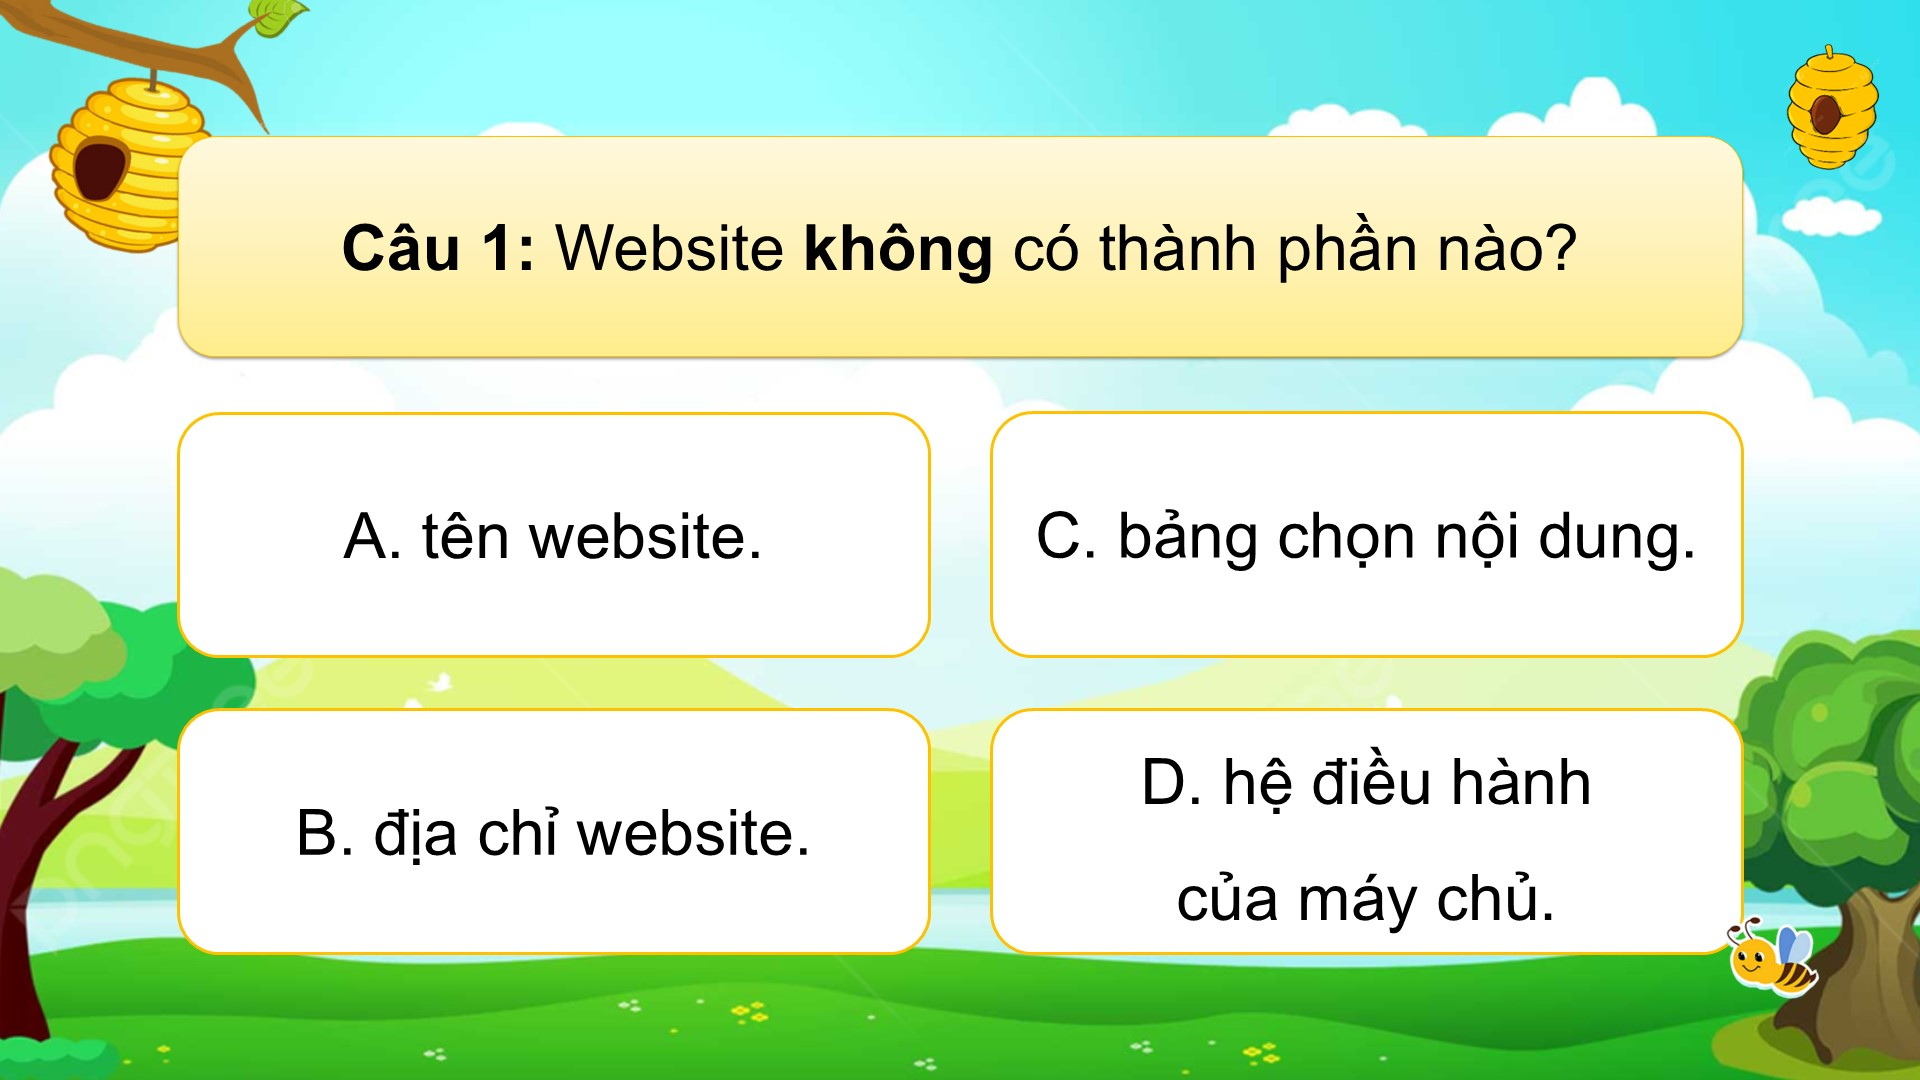 Câu 1: Website không có thành phần nào?
A. tên website.
C. bảng chọn nội dung.
B. địa chỉ website.
D. hệ điều hành
của máy chủ.